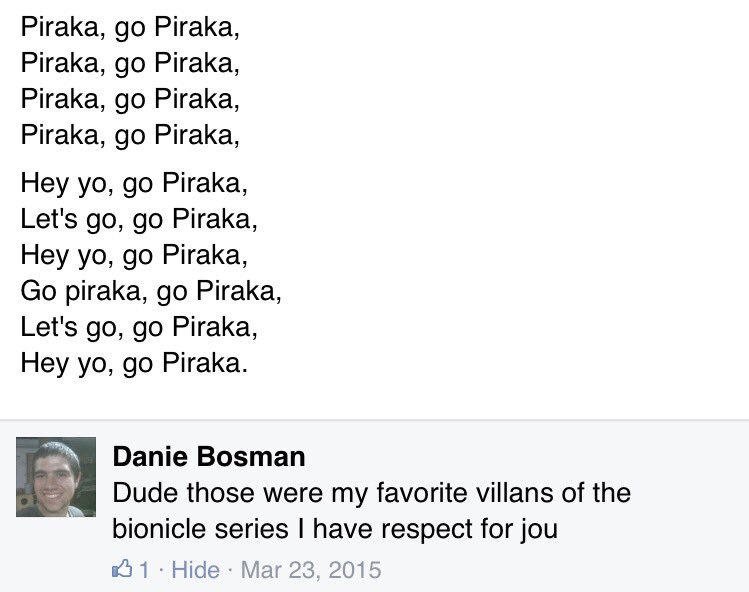 Piraka, go Piraka,
Piraka, go Piraka,
Piraka, go Piraka,
Piraka, go Piraka,
Hey yo, go Piraka,
Let's go, go Piraka,
Hey yo, go Piraka,
Go piraka, go Piraka,
Let's go, go Piraka,
Hey yo, go Piraka.
Danie Bosman
Dude those were my favorite villans of the
bionicle series I have respect for jou
1 · Hide · Mar 23, 2015